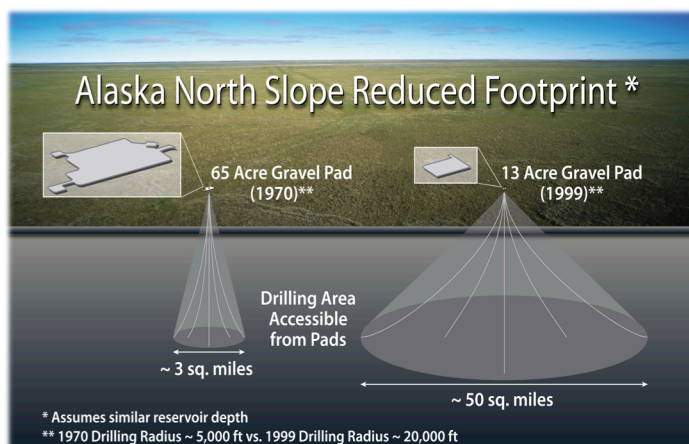 Alaska North Slope Reduced Footprint *
65 Acre Gravel Pad
(1970)**
13 Acre Gravel Pad
(1999)**
Drilling Area
Accessible
from Pads
~ 3 sq. miles
~ 50 sq. miles
* Assumes similar reservoir depth
** 1970 Drilling Radius ~ 5,000 ft vs. 1999 Drilling Radius ~ 20,000 ft